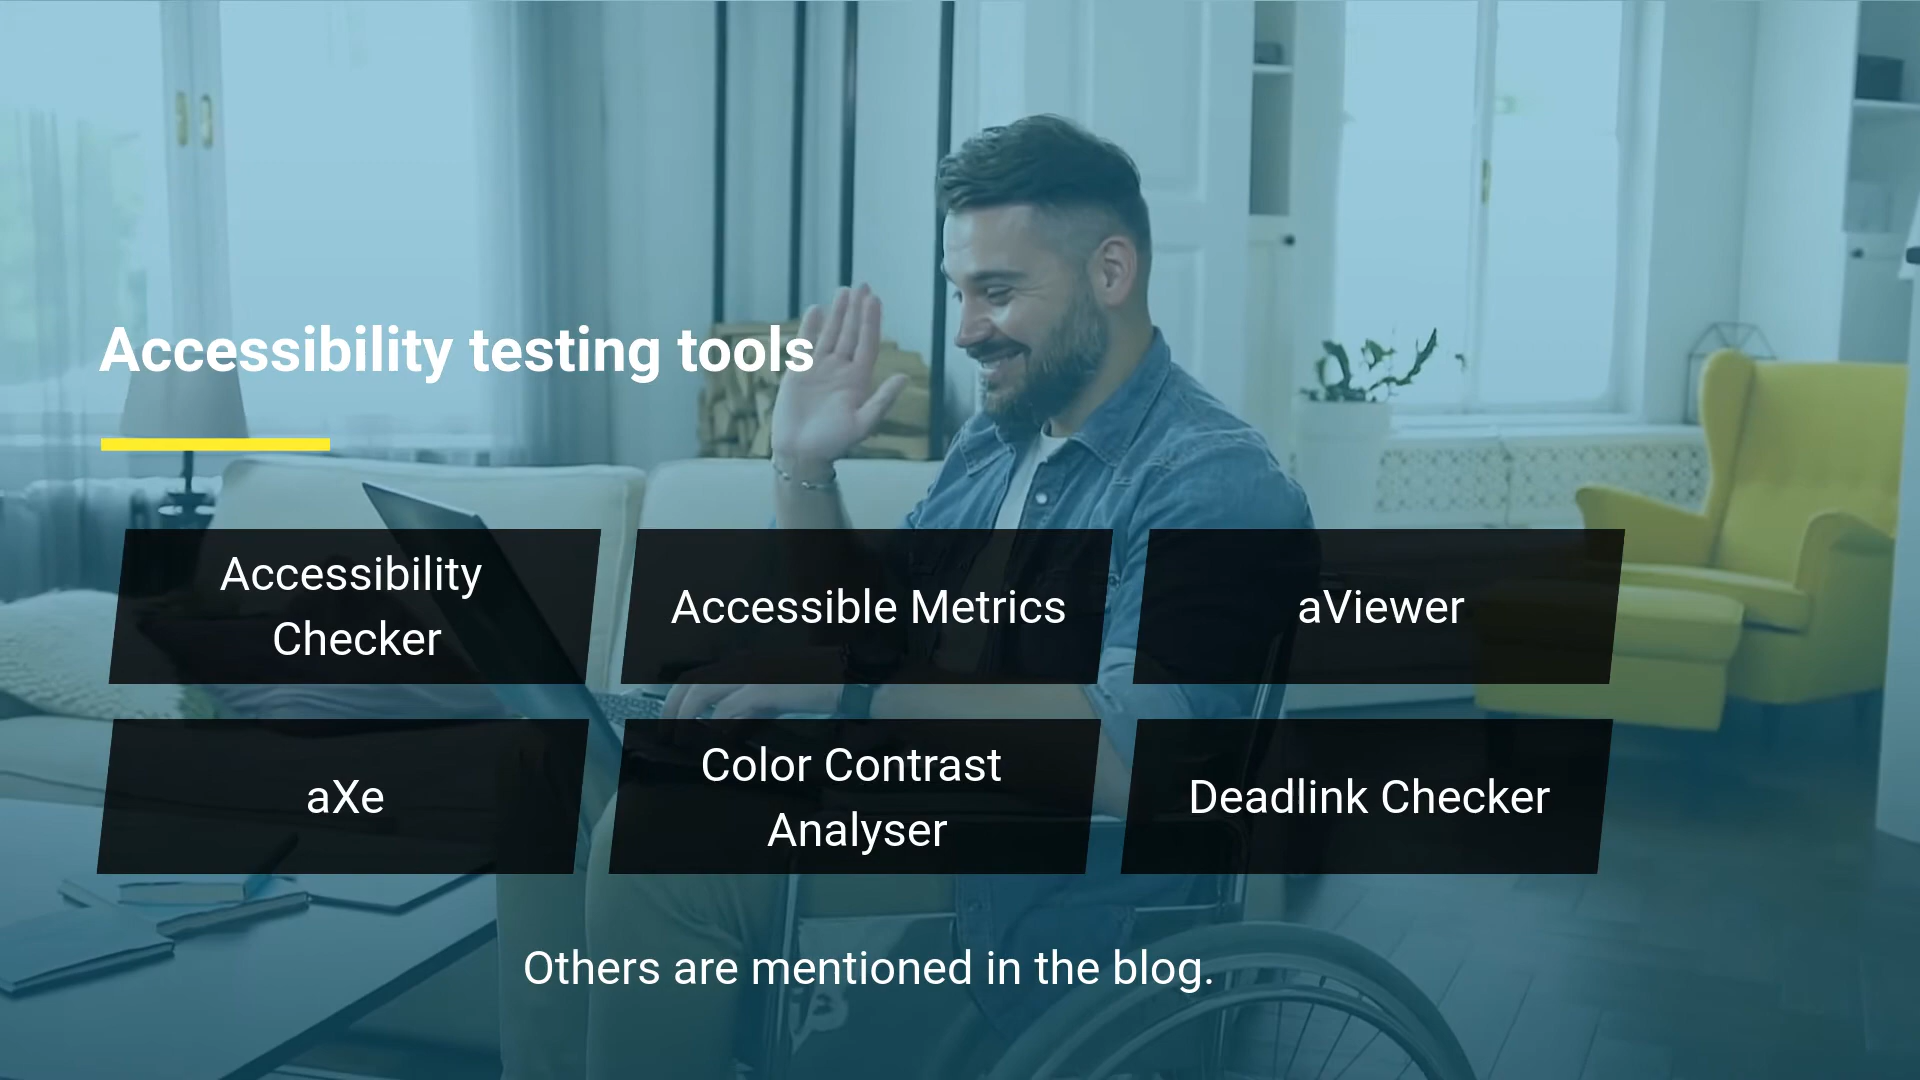 Accessibility testing tools
Accessibility
Checker
Accessible Metrics
aViewer
aXe
Color Contrast
Analyser
Deadlink Checker
Others are mentioned in the blog.